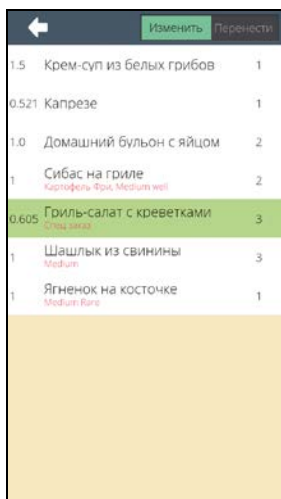 Изменить Перенести
1.5 Крем-суп из белых грибов 1
0.521 Капрезе 1
1.0 Домашний бульон с яйцом 2
1 Сибас на гриле 2
Картофель Фри, Medium well
0.605 Гриль-салат с креветками 3
Спец заказ
1 Шашлык из свинины 3
Medium
1 Ягненок на косточке 1
Medium Rare